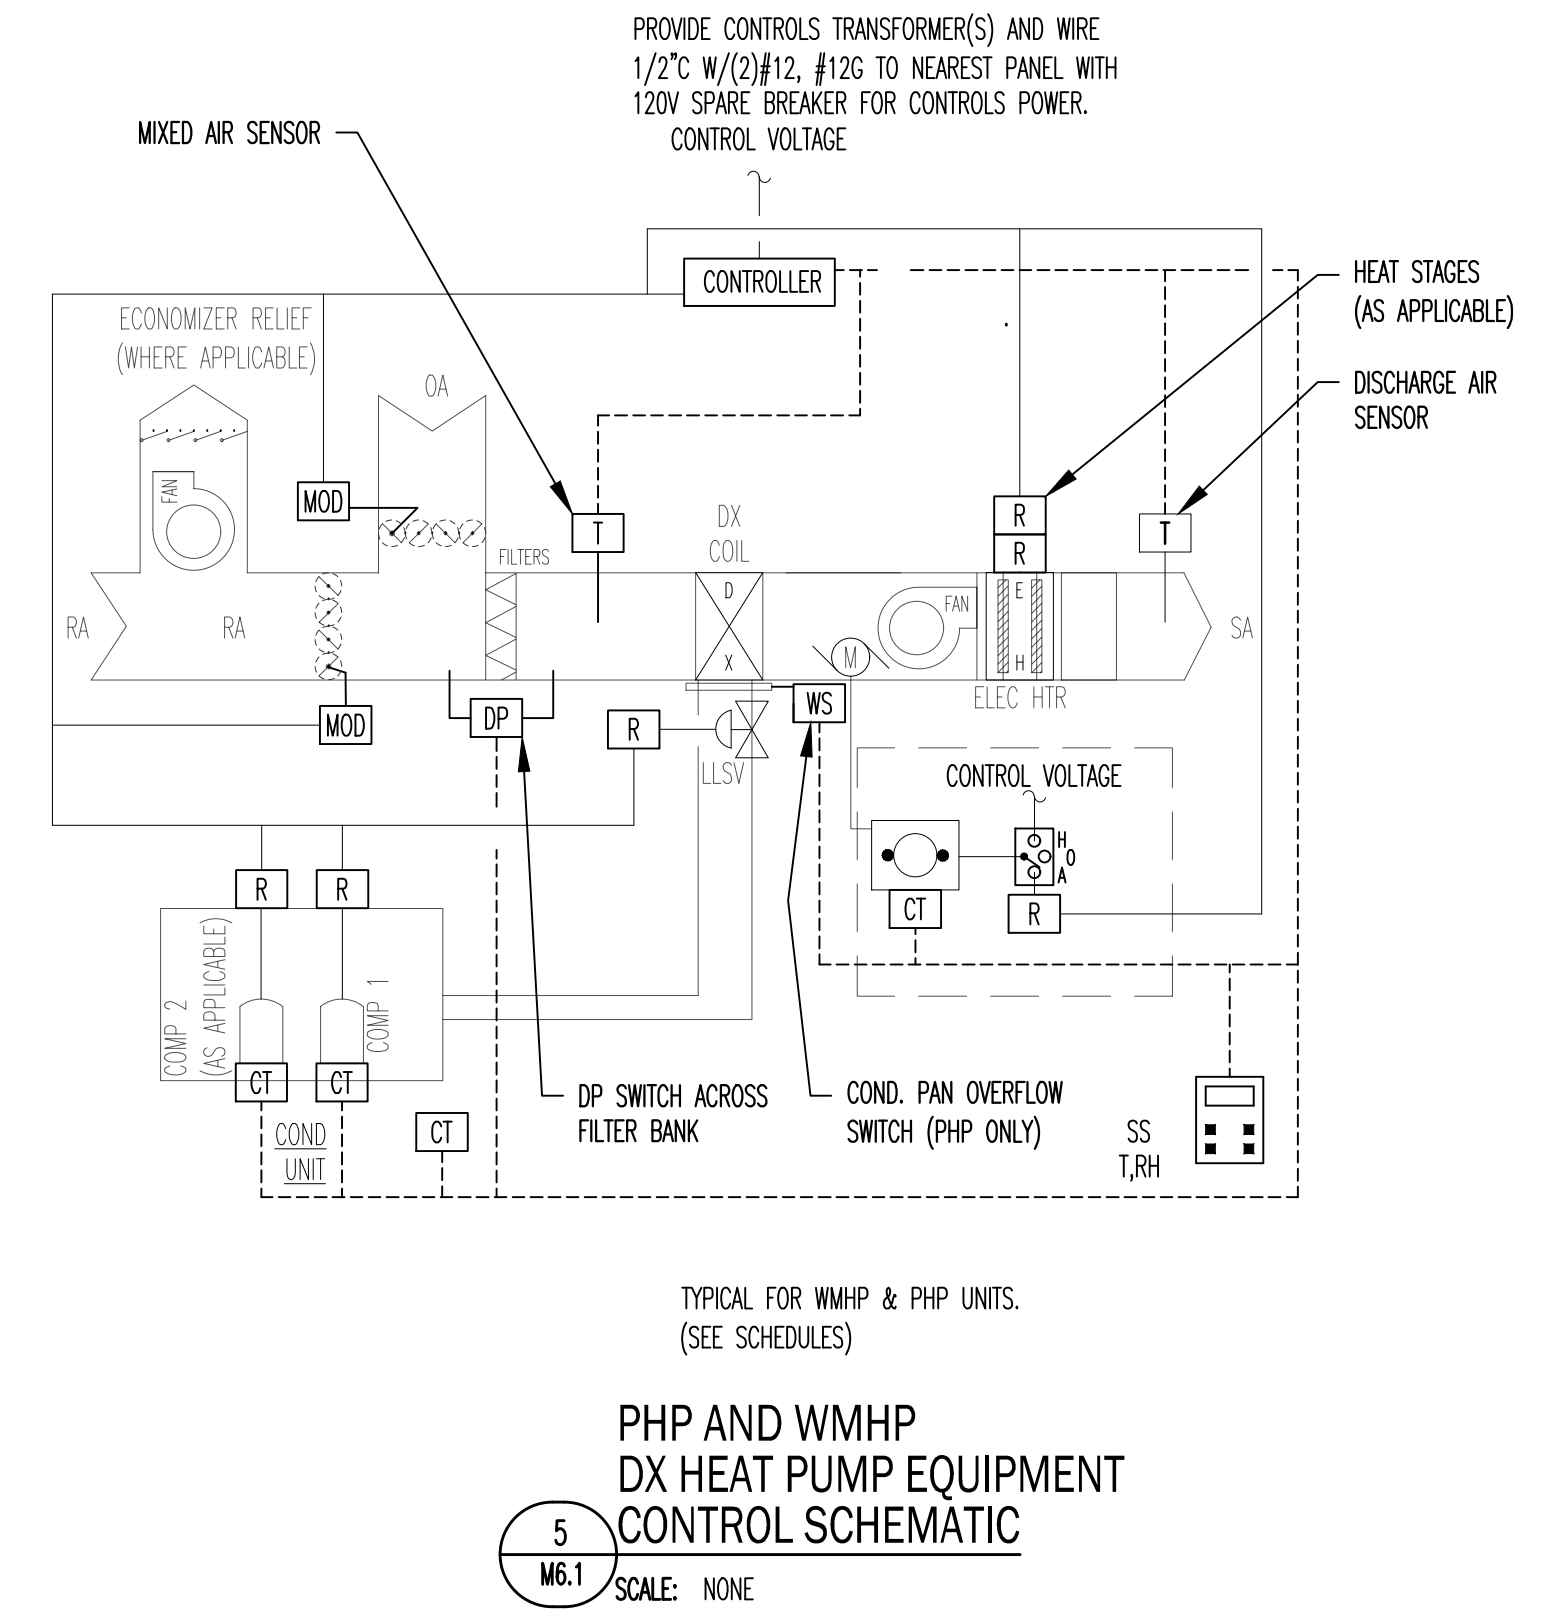 PROVIDE CONTROLS TRANSFORMER(S) AND WIRE
1/2"C W/(2)#12, #12G TO NEAREST PANEL WITH
120V SPARE BREAKER FOR CONTROLS POWER.
CONTROL VOLTAGE
MIXED AIR SENSOR
CONTROLLER
HEAT STAGES
(AS APPLICABLE)
ECONOMIZER RELIEF
(WHERE APPLICABLE)
OA
DISCHARGE AIR
SENSOR
FAN
MOD
T
DX
COIL
FILTERS
R
R
T
RA
RA
D
X
FAN
E
H
SA
M
ELEC HTR
MOD
DP
R
WS
LLSV
CONTROL VOLTAGE
H
O
A
CT
R
R
R
COMP 2
(AS APPLICABLE)
COMP 1
CT
CT
CT
COND
UNIT
DP SWITCH ACROSS
FILTER BANK
COND. PAN OVERFLOW
SWITCH (PHP ONLY)
SS
T,RH
TYPICAL FOR WMHP & PHP UNITS.
(SEE SCHEDULES)
PHP AND WMHP
DX HEAT PUMP EQUIPMENT
CONTROL SCHEMATIC
5
M6.1
SCALE: NONE